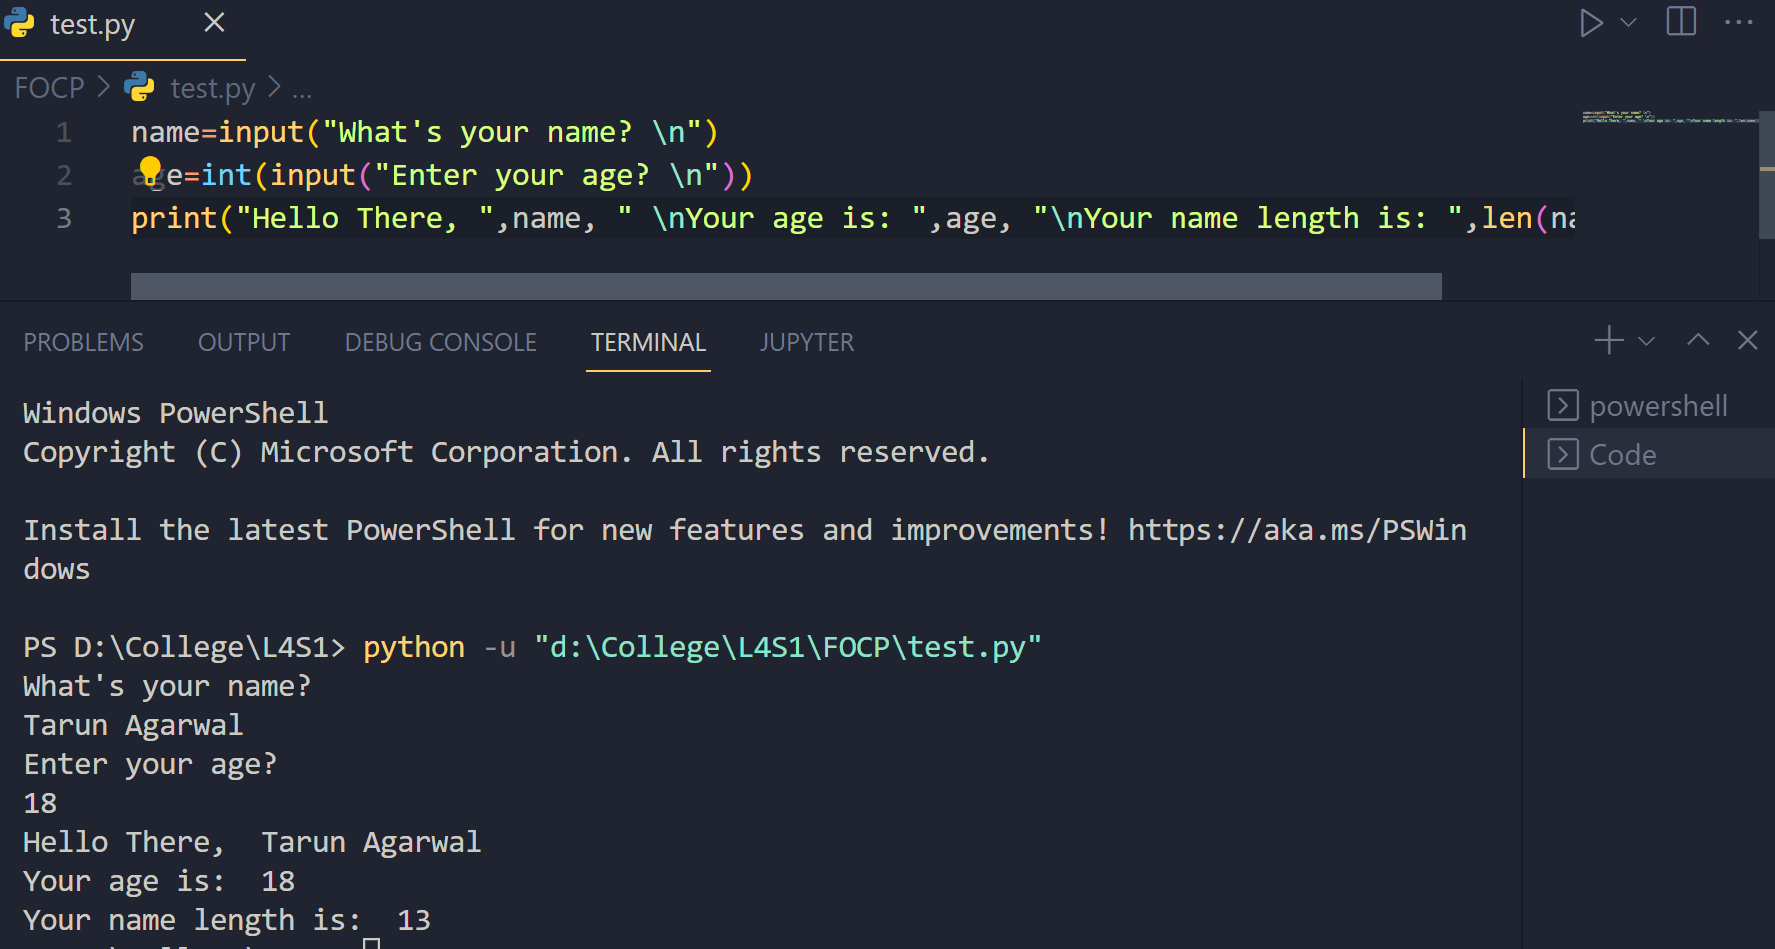 test.py
FOCP > test.py > ...
1 name=input("What's your name? \n")
2 age=int(input("Enter your age? \n"))
3 print("Hello There, ",name, " \nYour age is: ",age, "\nYour name length is: ",len(na
PROBLEMS OUTPUT DEBUG CONSOLE TERMINAL JUPYTER
powershell
Code
Windows PowerShell
Copyright (C) Microsoft Corporation. All rights reserved.
Install the latest PowerShell for new features and improvements! https://aka.ms/PSWin
dows
PS D:\College\L4S1> python -u "d:\College\L4S1\FOCP\test.py"
What's your name?
Tarun Agarwal
Enter your age?
18
Hello There,  Tarun Agarwal
Your age is:  18
Your name length is:  13